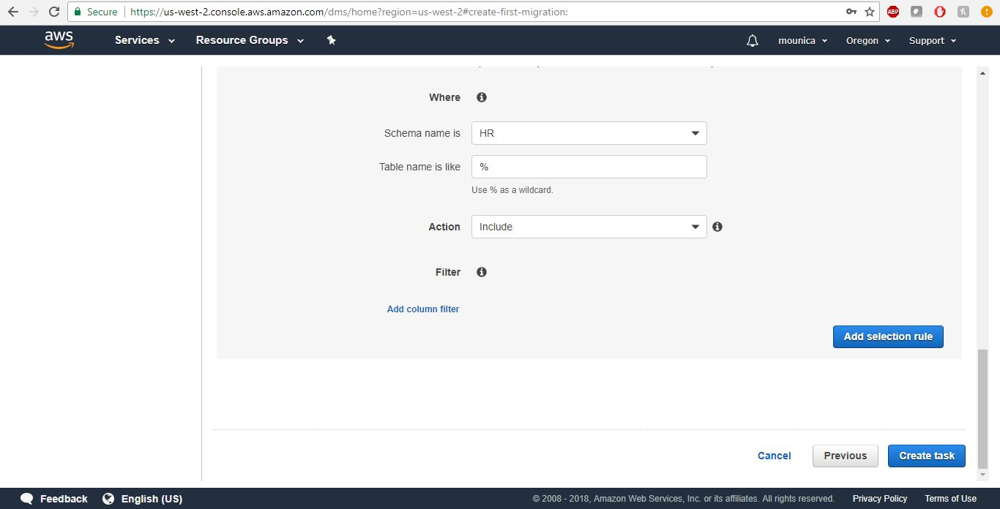 Secure https://us-west-2.console.aws.amazon.com/dms/home?region=us-west-2#create-first-migration: ABP
aws Services Resource Groups mounica Oregon Support
Where
Schema name is HR
Table name is like %
Use % as a wildcard.
Action Include
Filter
Add column filter
Add selection rule
Cancel Previous Create task
Feedback English (US) © 2008 - 2018, Amazon Web Services, Inc. or its affiliates. All rights reserved. Privacy Policy Terms of Use